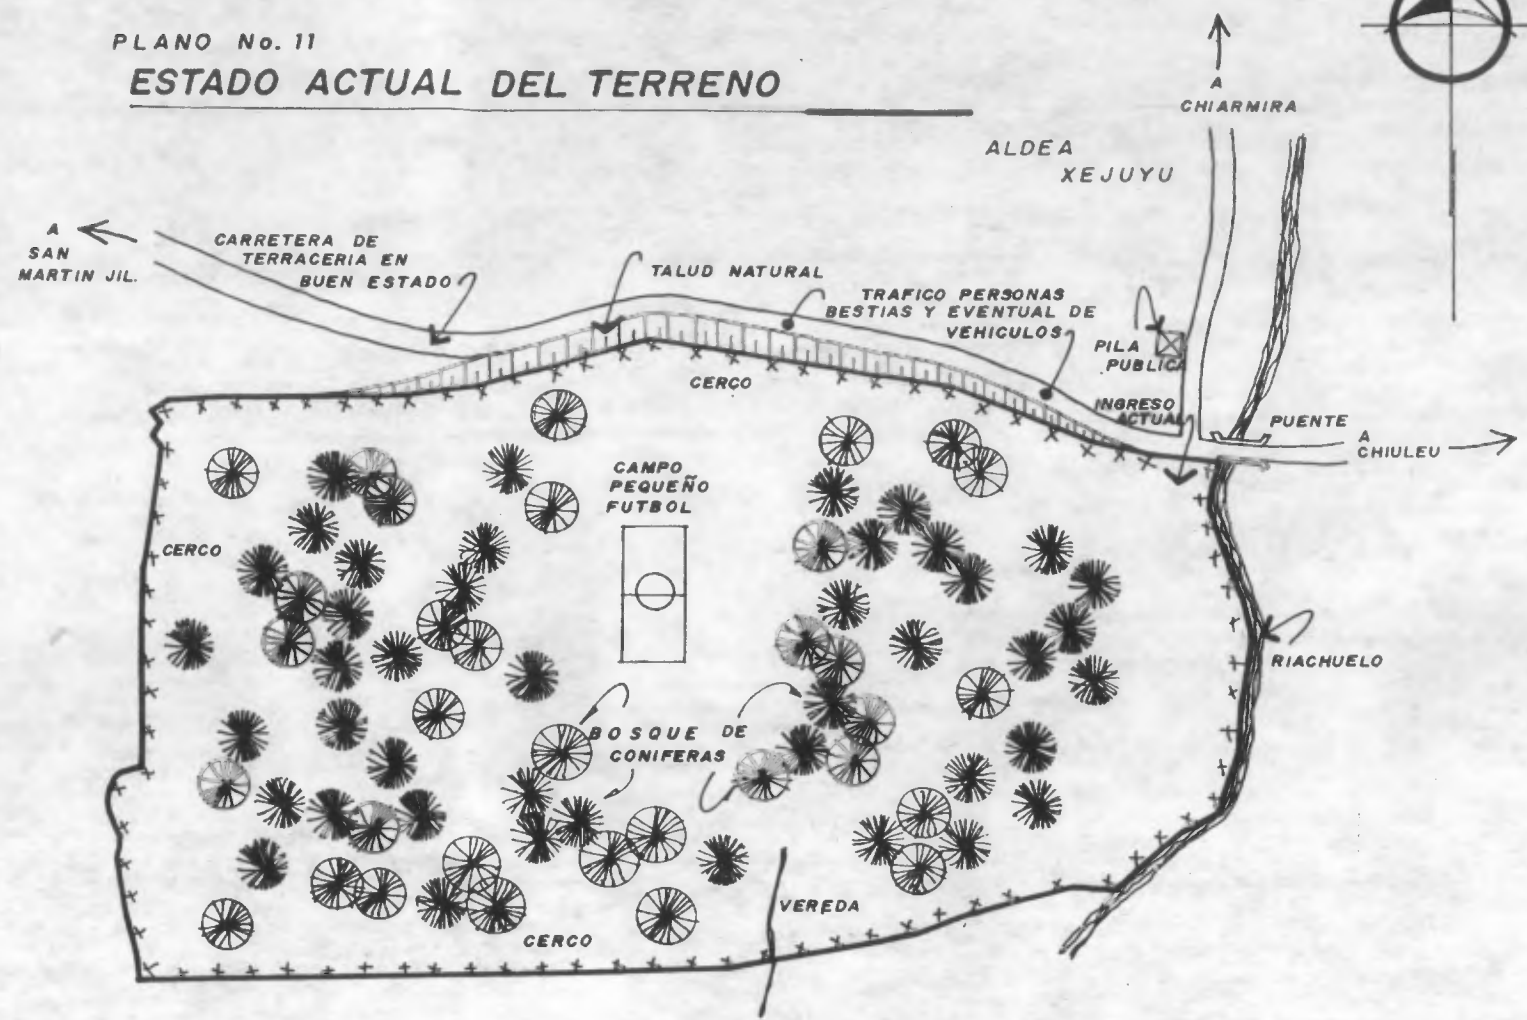 PLANO No. 11
ESTADO ACTUAL DEL TERRENO
A
CHIARMIRA
ALDEA
XEJUYU
A
SAN
MARTIN JIL.
CARRETERA DE
TERRACERIA EN
BUEN ESTADO
TALUD NATURAL
TRAFICO PERSONAS
BESTIAS Y EVENTUAL DE
VEHICULOS
PILA
PUBLICA
CERCO
INGRESO
ACTUAL
PUENTE
A
CHIULEU
CAMPO
PEQUEÑO
FUTBOL
CERCO
RIACHUELO
BOSQUE DE
CONIFERAS
VEREDA
CERCO